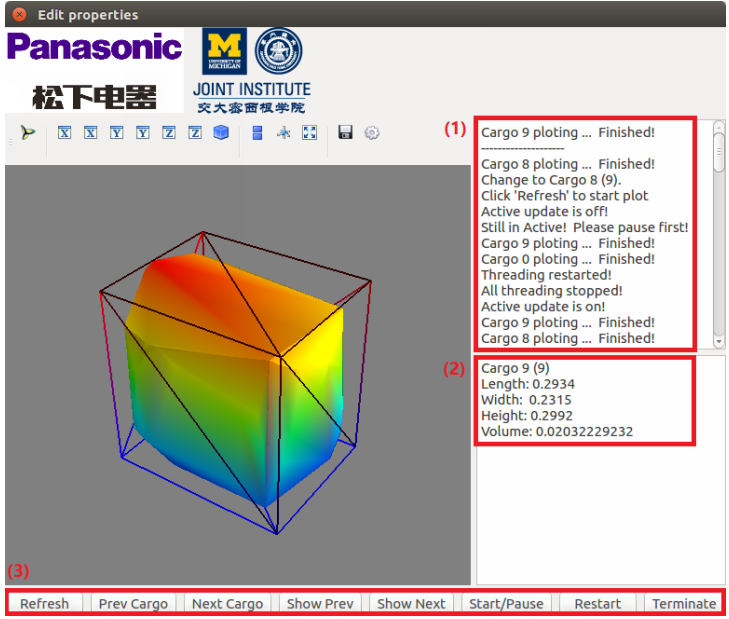 Edit properties
Panasonic
松下电器
M
UNIVERSITY OF
MICHIGAN
JOINT INSTITUTE
交大密西根学院
X X Y Y Z Z
(1)
Cargo 9 ploting ... Finished!
--------------------
Cargo 8 ploting ... Finished!
Change to Cargo 8 (9).
Click 'Refresh' to start plot
Active update is off!
Still in Active! Please pause first!
Cargo 9 ploting ... Finished!
Cargo 0 ploting ... Finished!
Threading restarted!
All threading stopped!
Active update is on!
Cargo 9 ploting ... Finished!
Cargo 8 ploting ... Finished!
(2)
Cargo 9 (9)
Length: 0.2934
Width: 0.2315
Height: 0.2992
Volume: 0.02032229232
(3)
Refresh Prev Cargo Next Cargo Show Prev Show Next Start/Pause Restart Terminate